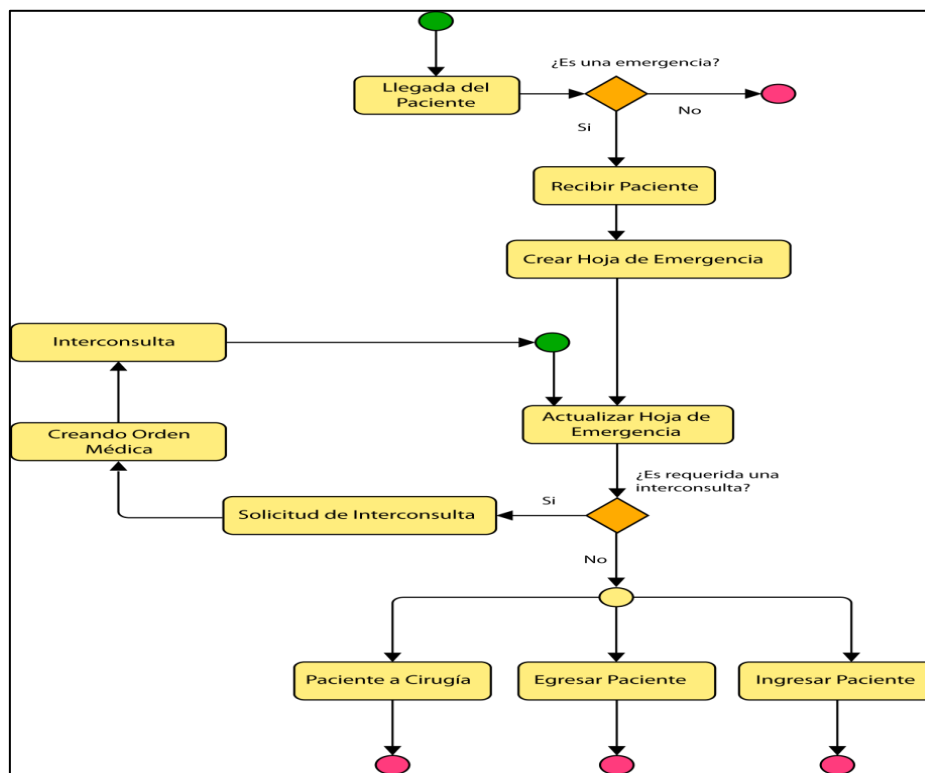 ¿Es una emergencia?
Llegada del
Paciente
No
Si
Recibir Paciente
Crear Hoja de Emergencia
Interconsulta
Actualizar Hoja de
Emergencia
Creando Orden
Médica
¿Es requerida una
interconsulta?
Si
Solicitud de Interconsulta
No
Paciente a Cirugía
Egresar Paciente
Ingresar Paciente